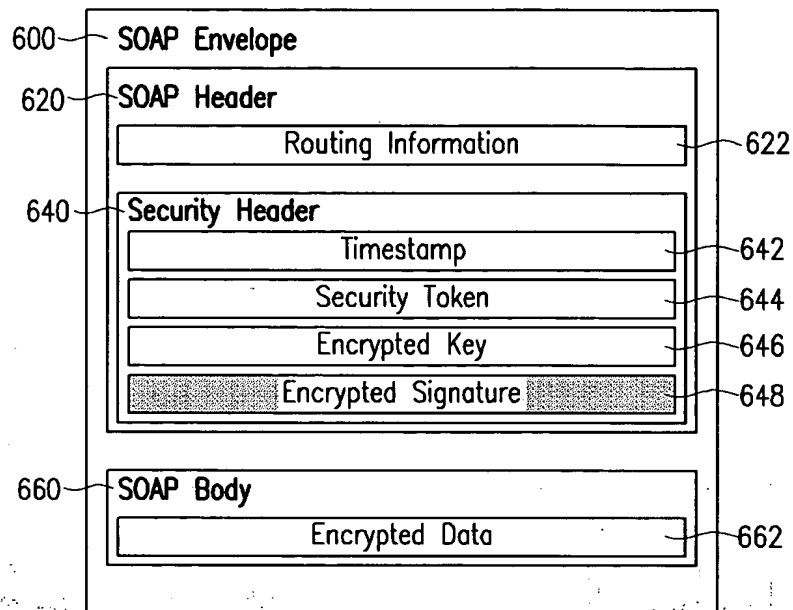 600 SOAP Envelope
620 SOAP Header
Routing Information 622
640 Security Header
Timestamp 642
Security Token 644
Encrypted Key 646
Encrypted Signature 648
660 SOAP Body
Encrypted Data 662